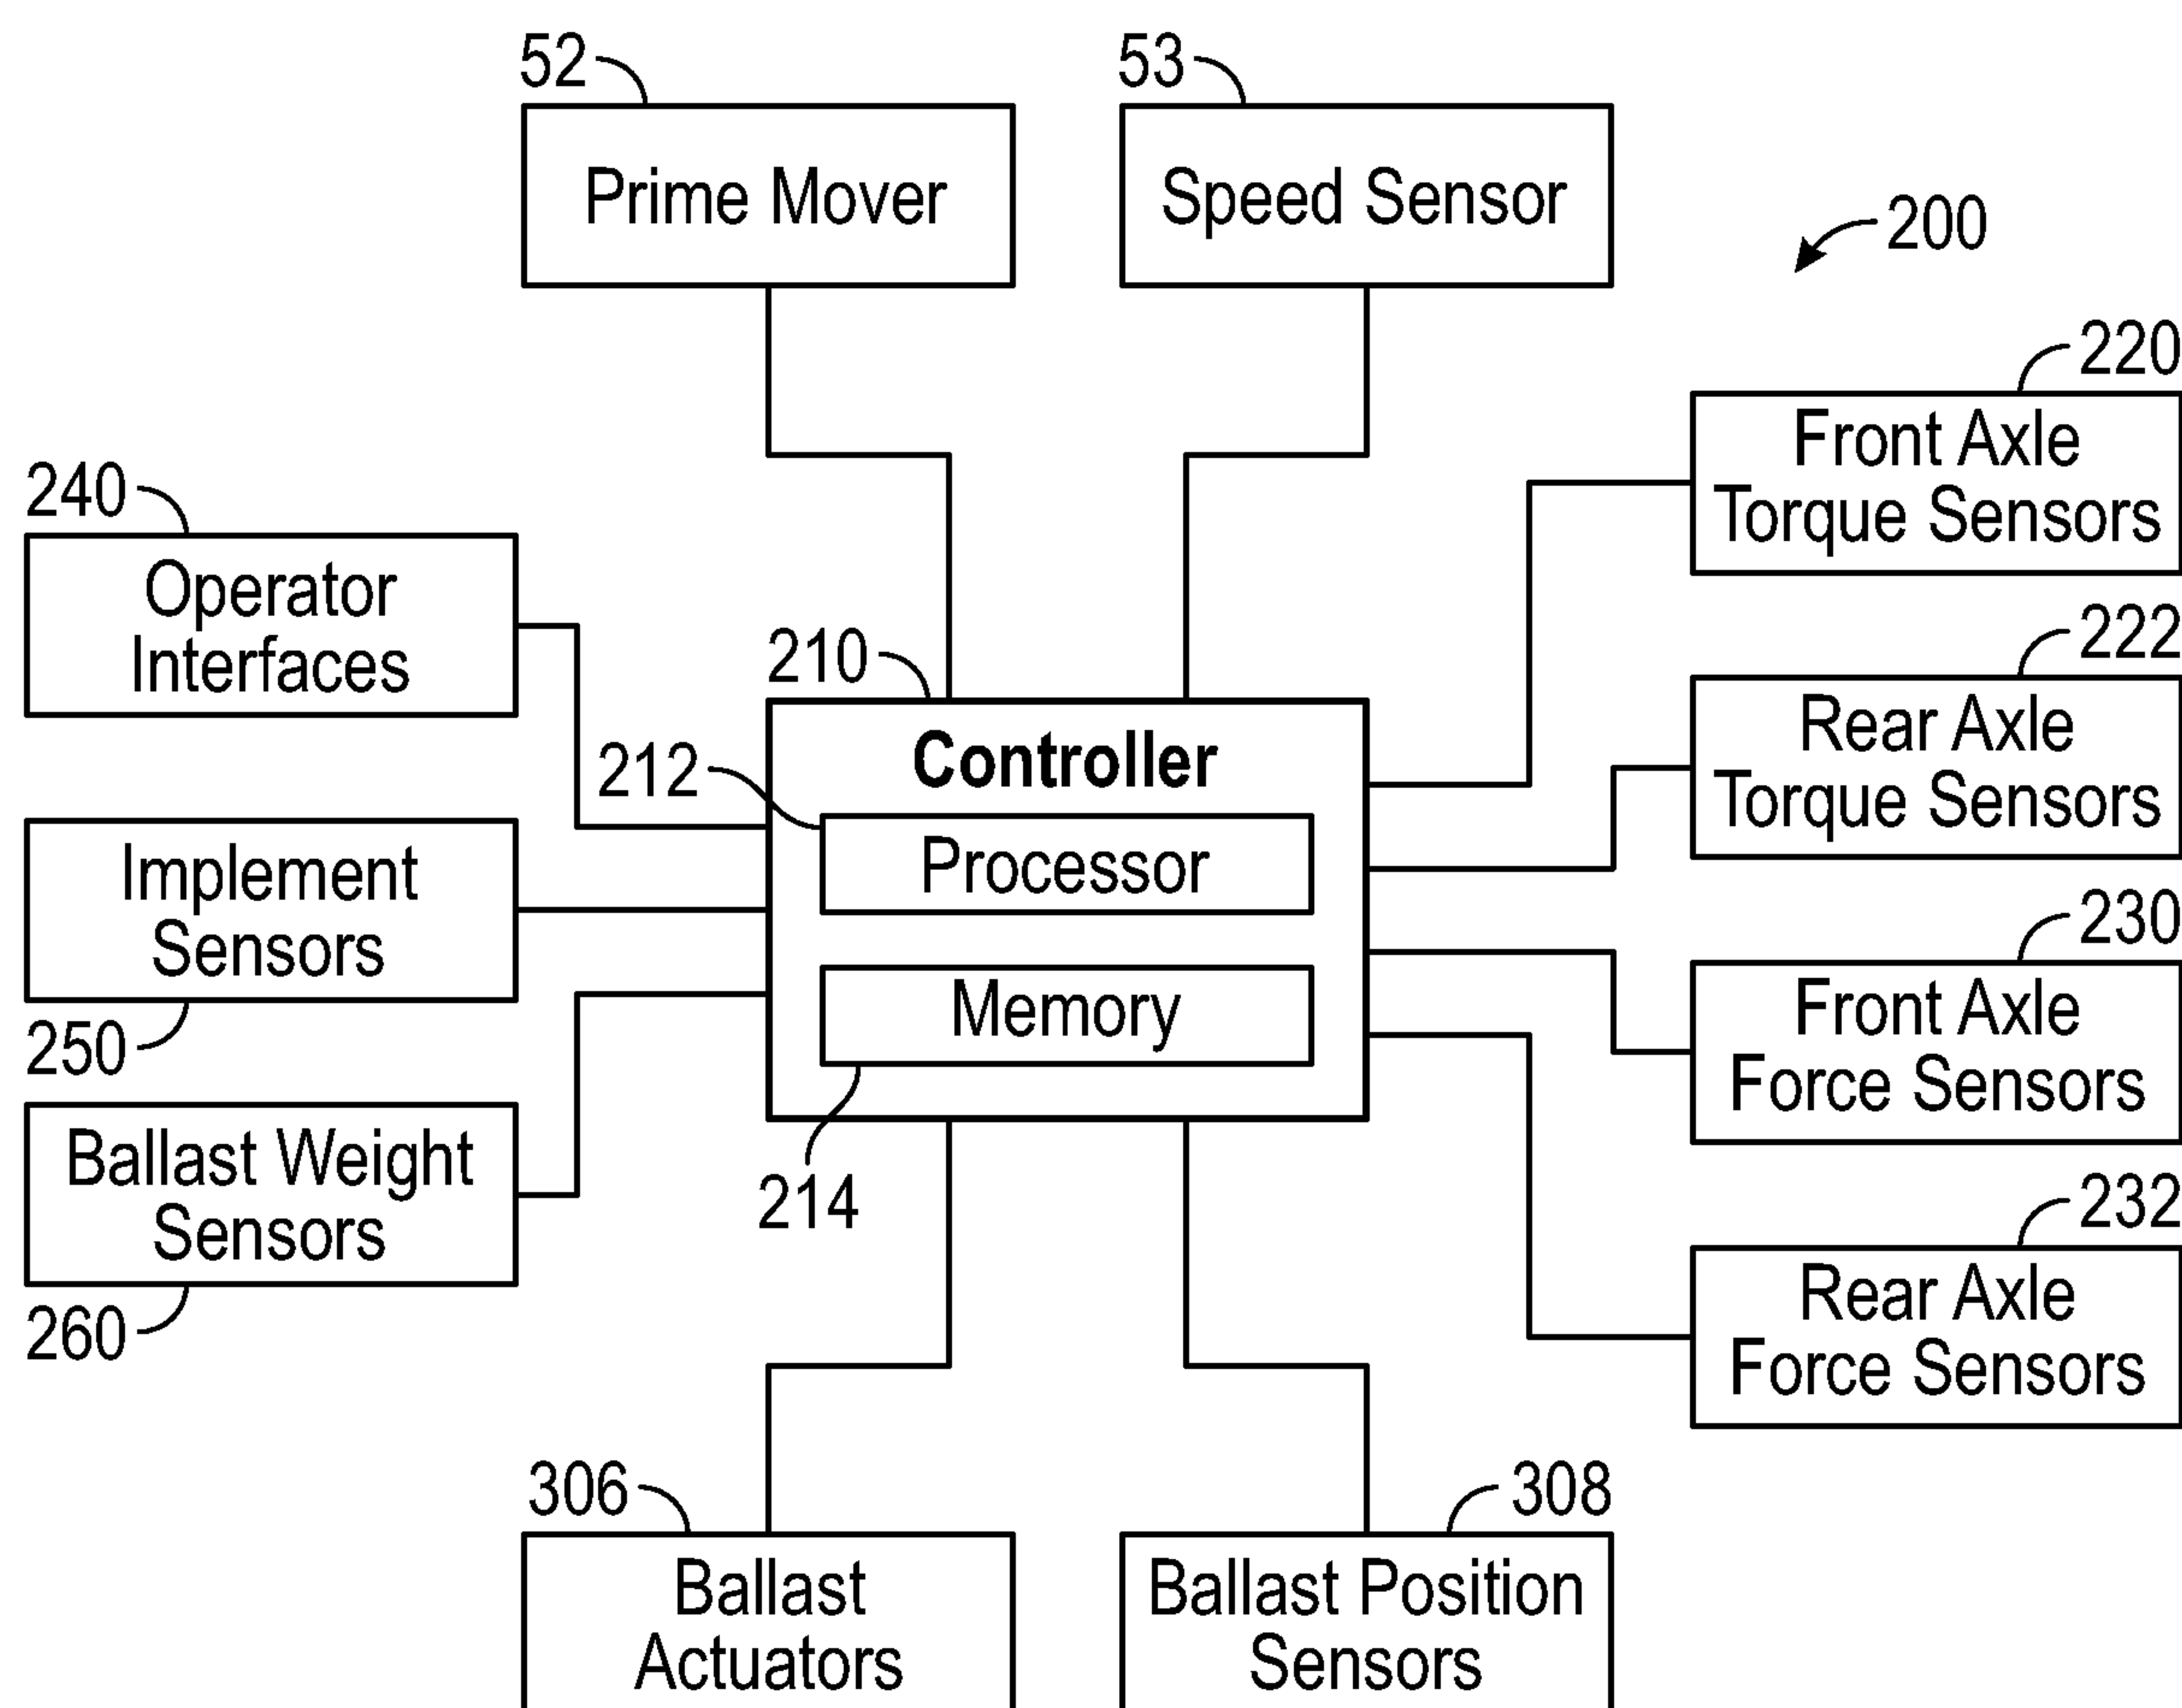 52
53
Prime Mover
Speed Sensor
200
220
Front Axle
Torque Sensors
240
Operator
Interfaces
222
Rear Axle
Torque Sensors
210
Controller
212
Processor
Implement
Sensors
250
230
Front Axle
Force Sensors
Memory
214
Ballast Weight
Sensors
260
232
Rear Axle
Force Sensors
306
Ballast
Actuators
308
Ballast Position
Sensors